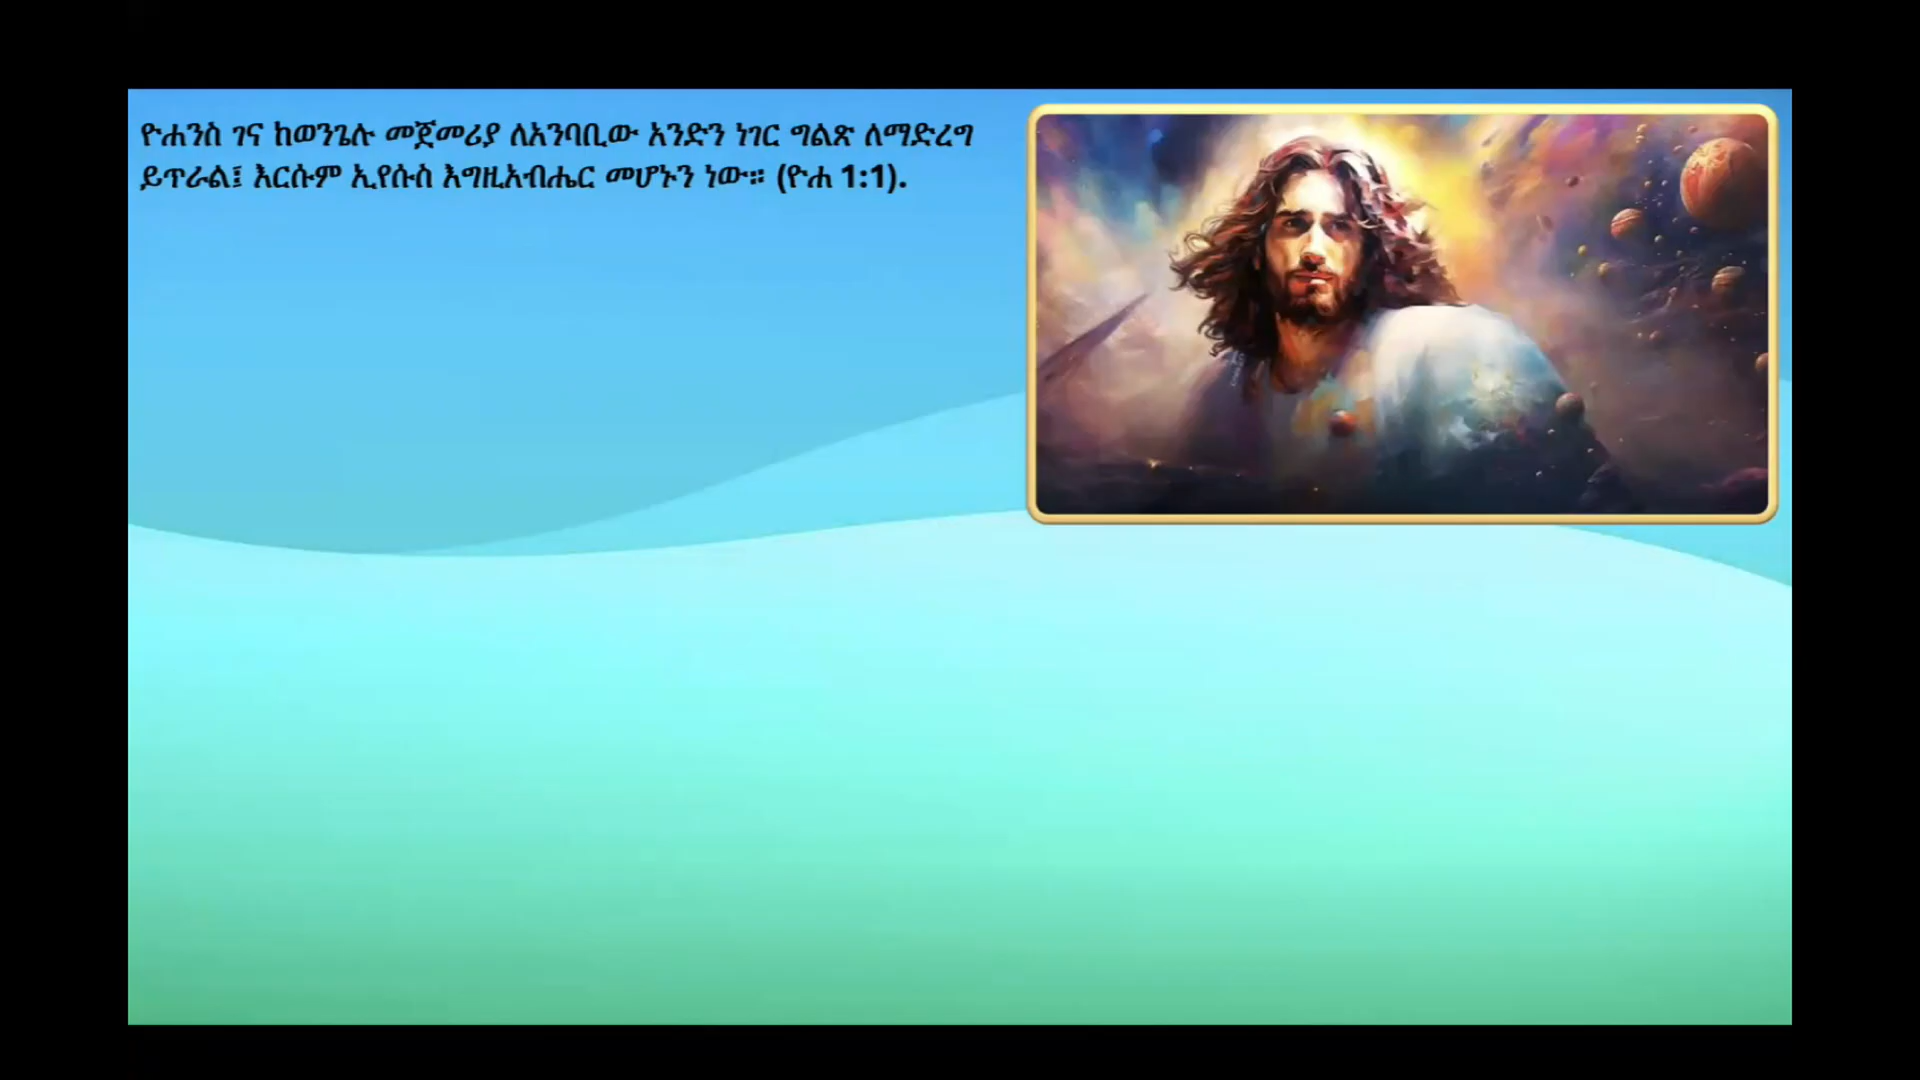 ዮሐንስ ገና ከወንጌሉ መጀመሪያ ለአንባቢው አንድን ነገር ግልጽ ለማድረግ
ይጥራል፤ እርሱም ኢየሱስ እግዚአብሔር መሆኑን ነው። (ዮሐ 1:1).